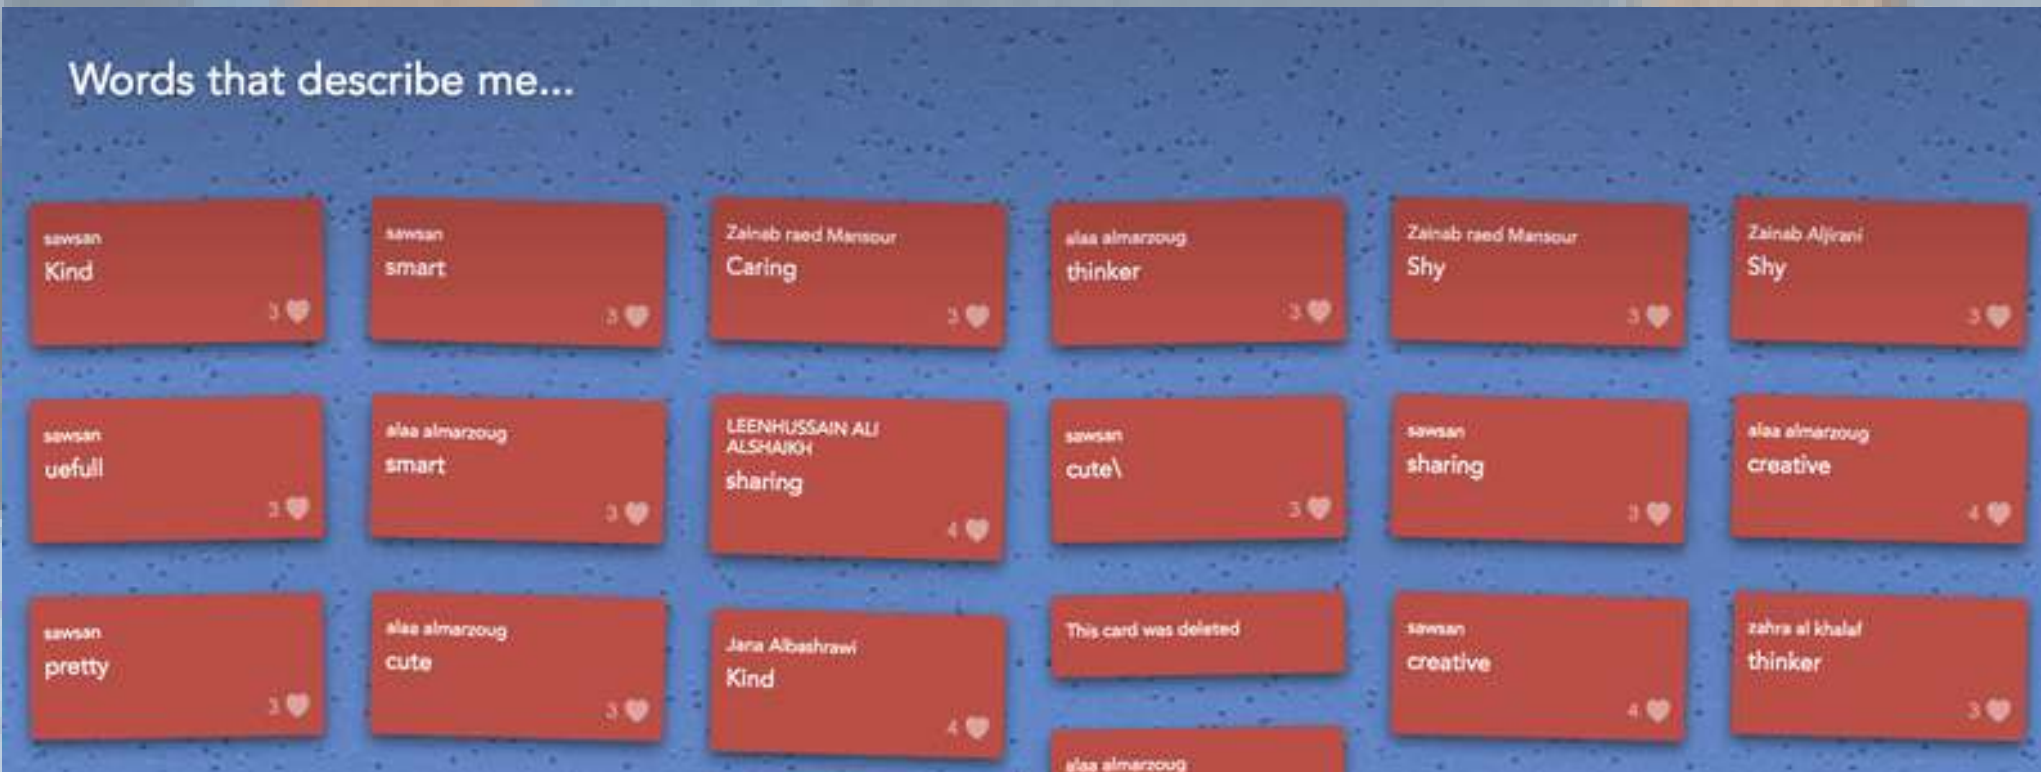 Words that describe me...
sawsan
Kind
3
sawsan
smart
3
Zainab raed Mansour
Caring
3
alaa almarzoug
thinker
3
Zainab raed Mansour
Shy
3
Zainab Aljirani
Shy
3
sawsan
uefull
3
alaa almarzoug
smart
3
LEENHUSSAIN ALI
ALSHAIKH
sharing
4
sawsan
cute\
3
sawsan
sharing
3
alaa almarzoug
creative
4
sawsan
pretty
3
alaa almarzoug
cute
3
Jana Albashrawi
Kind
4
This card was deleted
sawsan
creative
4
zahra al khalaf
thinker
3
alaa almarzoug